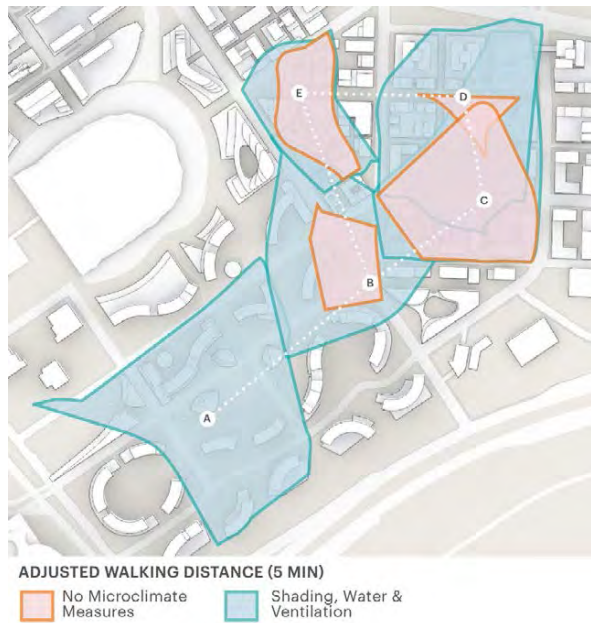 E
D
C
B
A
ADJUSTED WALKING DISTANCE (5 MIN)
No Microclimate
Measures
Shading, Water &
Ventilation